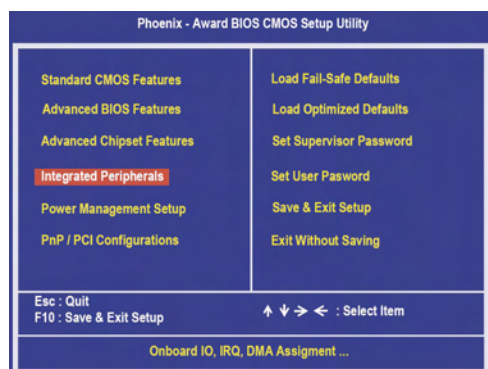 Phoenix - Award BIOS CMOS Setup Utility
Standard CMOS Features
Advanced BIOS Features
Advanced Chipset Features
Integrated Peripherals
Power Management Setup
PnP / PCI Configurations
Load Fail-Safe Defaults
Load Optimized Defaults
Set Supervisor Password
Set User Pasword
Save & Exit Setup
Exit Without Saving
Esc : Quit
F10 : Save & Exit Setup
↑ ↓ → ← : Select Item
Onboard IO, IRQ, DMA Assigment ...